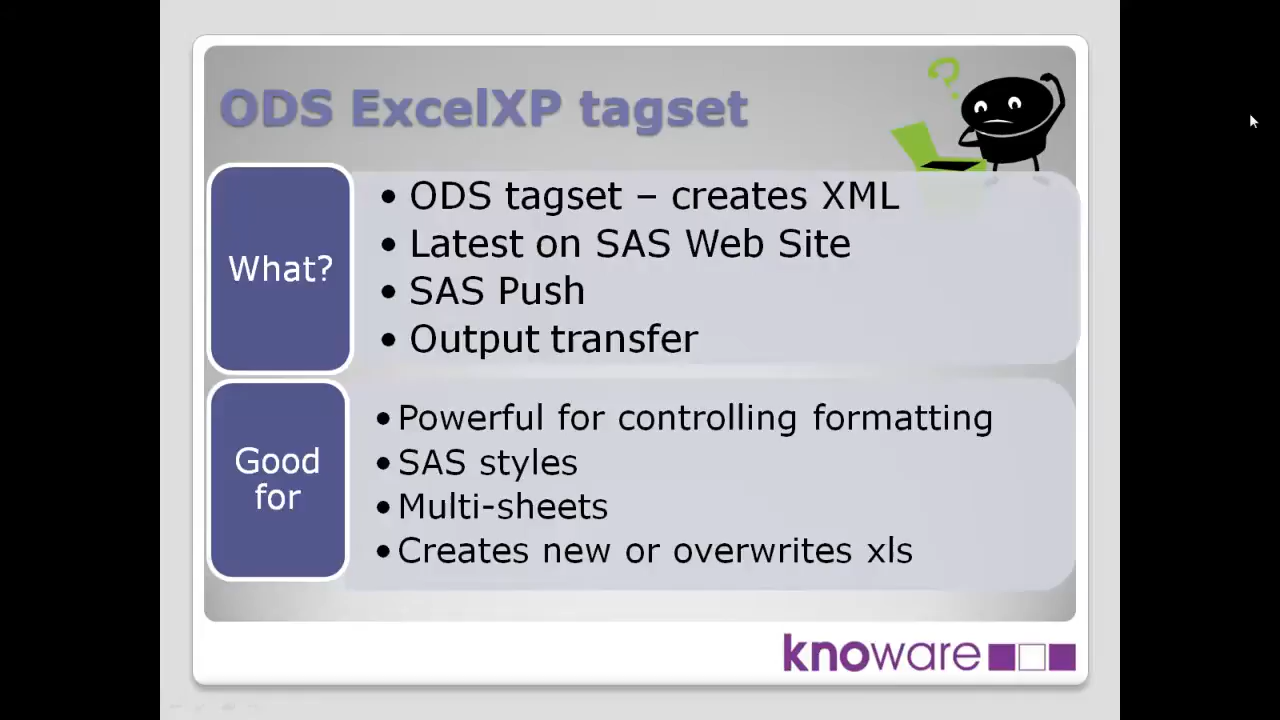 ODS ExcelXP tagset
?
What?
• ODS tagset – creates XML
• Latest on SAS Web Site
• SAS Push
• Output transfer
Good
for
• Powerful for controlling formatting
• SAS styles
• Multi-sheets
• Creates new or overwrites xls
knoware